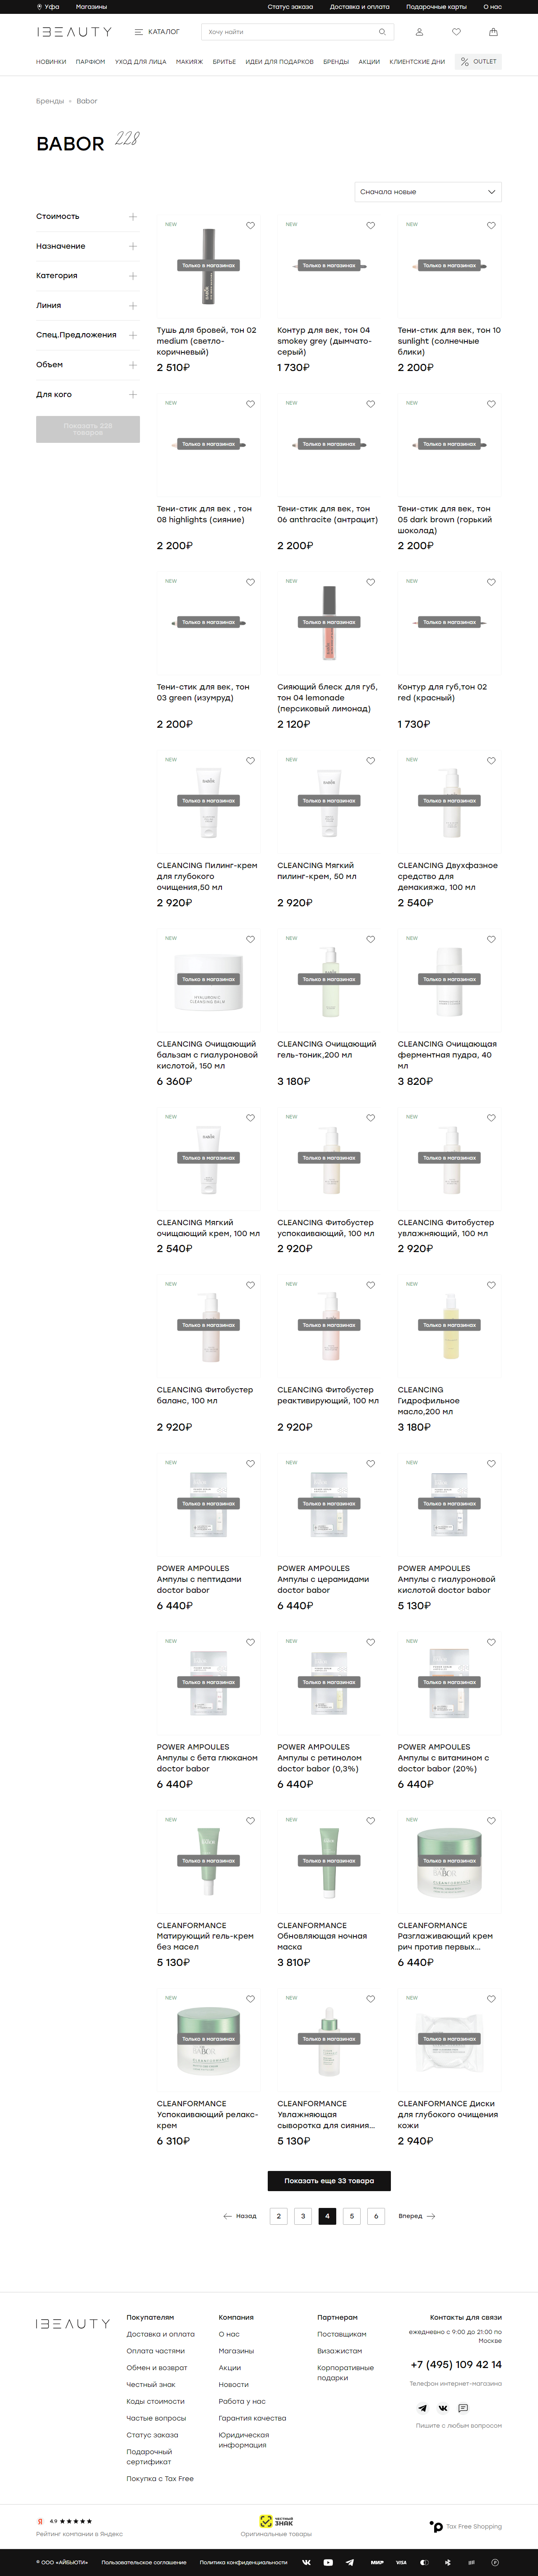 Уфа Магазины Статус заказа Доставка и оплата Подарочные карты О нас
IBEAUTY КАТАЛОГ Хочу найти
НОВИНКИ ПАРФЮМ УХОД ДЛЯ ЛИЦА МАКИЯЖ БРИТЬЕ ИДЕИ ДЛЯ ПОДАРКОВ БРЕНДЫ АКЦИИ КЛИЕНТСКИЕ ДНИ OUTLET
Бренды Babor
BABOR 228
Сначала новые
Стоимость
Назначение
Категория
Линия
Спец.Предложения
Объем
Для кого
Показать 228
товаров
NEW NEW NEW
Только в магазинах Только в магазинах Только в магазинах
Тушь для бровей, тон 02 Контур для век, тон 04 Тени-стик для век, тон 10
medium (светло- smokey grey (дымчато- sunlight (солнечные
коричневый) серый) блики)
2 510₽ 1 730₽ 2 200₽
NEW NEW NEW
Только в магазинах Только в магазинах Только в магазинах
Тени-стик для век , тон Тени-стик для век, тон Тени-стик для век, тон
08 highlights (сияние) 06 anthracite (антрацит) 05 dark brown (горький
шоколад)
2 200₽ 2 200₽ 2 200₽
NEW NEW NEW
Только в магазинах Только в магазинах Только в магазинах
Тени-стик для век, тон Сияющий блеск для губ, Контур для губ,тон 02
03 green (изумруд) тон 04 lemonade red (красный)
(персиковый лимонад)
2 200₽ 2 120₽ 1 730₽
NEW NEW NEW
Только в магазинах Только в магазинах Только в магазинах
CLEANCING Пилинг-крем CLEANCING Мягкий CLEANCING Двухфазное
для глубокого пилинг-крем, 50 мл средство для
очищения,50 мл демакияжа, 100 мл
2 920₽ 2 920₽ 2 540₽
NEW NEW NEW
Только в магазинах Только в магазинах Только в магазинах
HYALURONIC
CLEANSING BALM
CLEANCING Очищающий CLEANCING Очищающий CLEANCING Очищающая
бальзам с гиалуроновой гель-тоник,200 мл ферментная пудра, 40
кислотой, 150 мл мл
6 360₽ 3 180₽ 3 820₽
NEW NEW NEW
BABOR
Только в магазинах Только в магазинах Только в магазинах
CLEANCING Мягкий CLEANCING Фитобустер CLEANCING Фитобустер
очищающий крем, 100 мл успокаивающий, 100 мл увлажняющий, 100 мл
2 540₽ 2 920₽ 2 920₽
NEW NEW NEW
Только в магазинах Только в магазинах Только в магазинах
CLEANCING Фитобустер CLEANCING Фитобустер CLEANCING
баланс, 100 мл реактивирующий, 100 мл Гидрофильное
масло,200 мл
2 920₽ 2 920₽ 3 180₽
NEW NEW NEW
Только в магазинах Только в магазинах Только в магазинах
POWER AMPOULES POWER AMPOULES POWER AMPOULES
Ампулы с пептидами Ампулы с церамидами Ампулы с гиалуроновой
doctor babor doctor babor кислотой doctor babor
6 440₽ 6 440₽ 5 130₽
NEW NEW NEW
Только в магазинах Только в магазинах Только в магазинах
POWER AMPOULES POWER AMPOULES POWER AMPOULES
Ампулы с бета глюканом Ампулы с ретинолом Ампулы с витамином с
doctor babor doctor babor (0,3%) doctor babor (20%)
6 440₽ 6 440₽ 6 440₽
NEW NEW NEW
Только в магазинах Только в магазинах Только в магазинах
BABOR
CLEANFORMANCE CLEANFORMANCE CLEANFORMANCE
Матирующий гель-крем Обновляющая ночная Разглаживающий крем
без масел маска рич против первых...
5 130₽ 3 810₽ 6 440₽
NEW NEW NEW
Только в магазинах Только в магазинах Только в магазинах
BABOR
CLEANFORMANCE CLEANFORMANCE CLEANFORMANCE Диски
Успокаивающий релакс- Увлажняющая для глубокого очищения
крем сыворотка для сияния... кожи
6 310₽ 5 130₽ 2 940₽
Показать еще 33 товара
Назад 2 3 4 5 6 Вперед
IBEAUTY
Покупателям
Доставка и оплата
Оплата частями
Обмен и возврат
Честный знак
Коды стоимости
Частые вопросы
Статус заказа
Подарочный
сертификат
Покупка с Tax Free
Компания
О нас
Магазины
Акции
Новости
Работа у нас
Гарантия качества
Юридическая
информация
Партнерам
Поставщикам
Визажистам
Корпоративные
подарки
Контакты для связи
ежедневно с 9:00 до 21:00 по
Москве
+7 (495) 109 42 14
Телефон интернет-магазина
Пишите с любым вопросом
Я 4.9 ★★★★★
Рейтинг компании в Яндекс
ЧЕСТНЫЙ
ЗНАК
Оригинальные товары
Tax Free Shopping
© ООО «АЙБЬЮТИ» Пользовательское соглашение Политика конфиденциальности МИР VISA